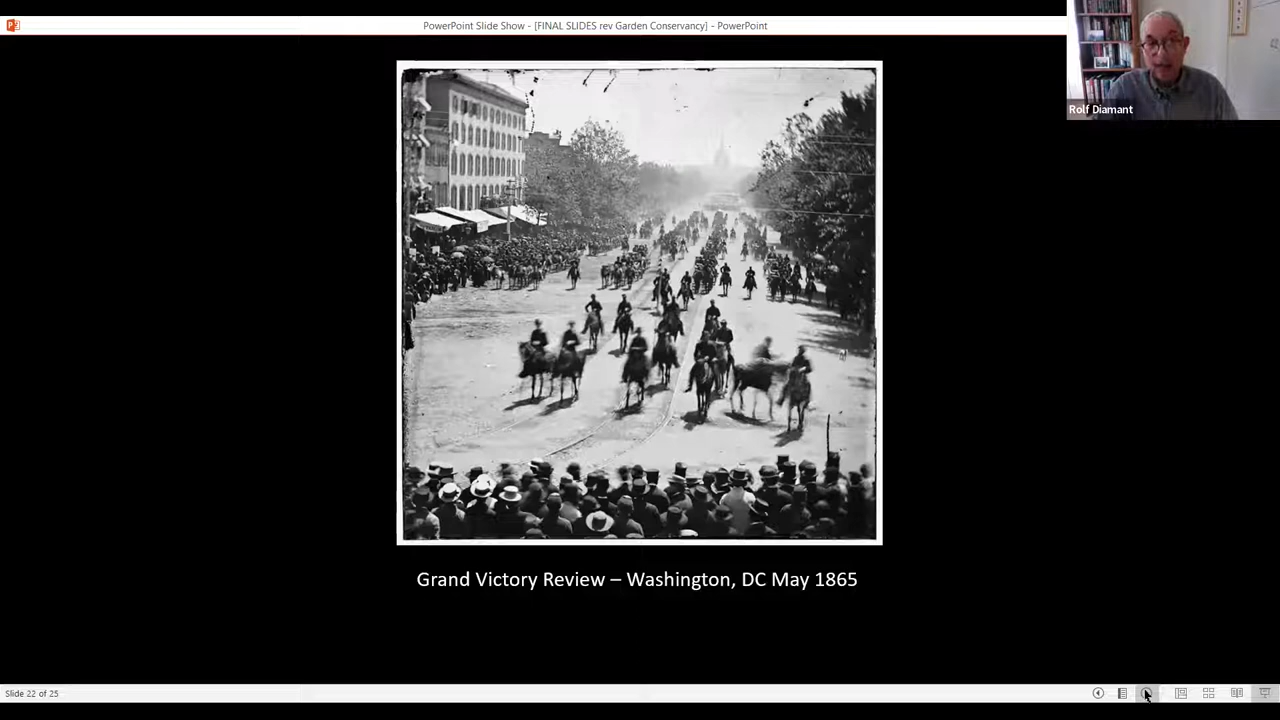 PowerPoint Slide Show - [FINAL SLIDES rev Garden Conservancy] - PowerPoint
Rolf Diamant
Grand Victory Review – Washington, DC May 1865
Slide 22 of 25